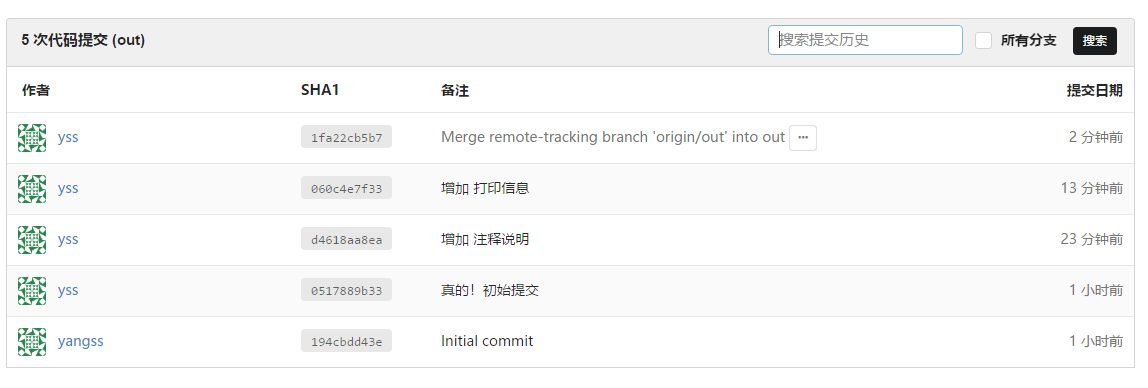 5 次代码提交 (out) 搜索提交历史 所有分支 搜索
作者 SHA1 备注 提交日期
yss 1fa22cb5b7 Merge remote-tracking branch 'origin/out' into out ··· 2 分钟前
yss 060c4e7f33 增加 打印信息 13 分钟前
yss d4618aa8ea 增加 注释说明 23 分钟前
yss 0517889b33 真的！初始提交 1 小时前
yangss 194cbdd43e Initial commit 1 小时前